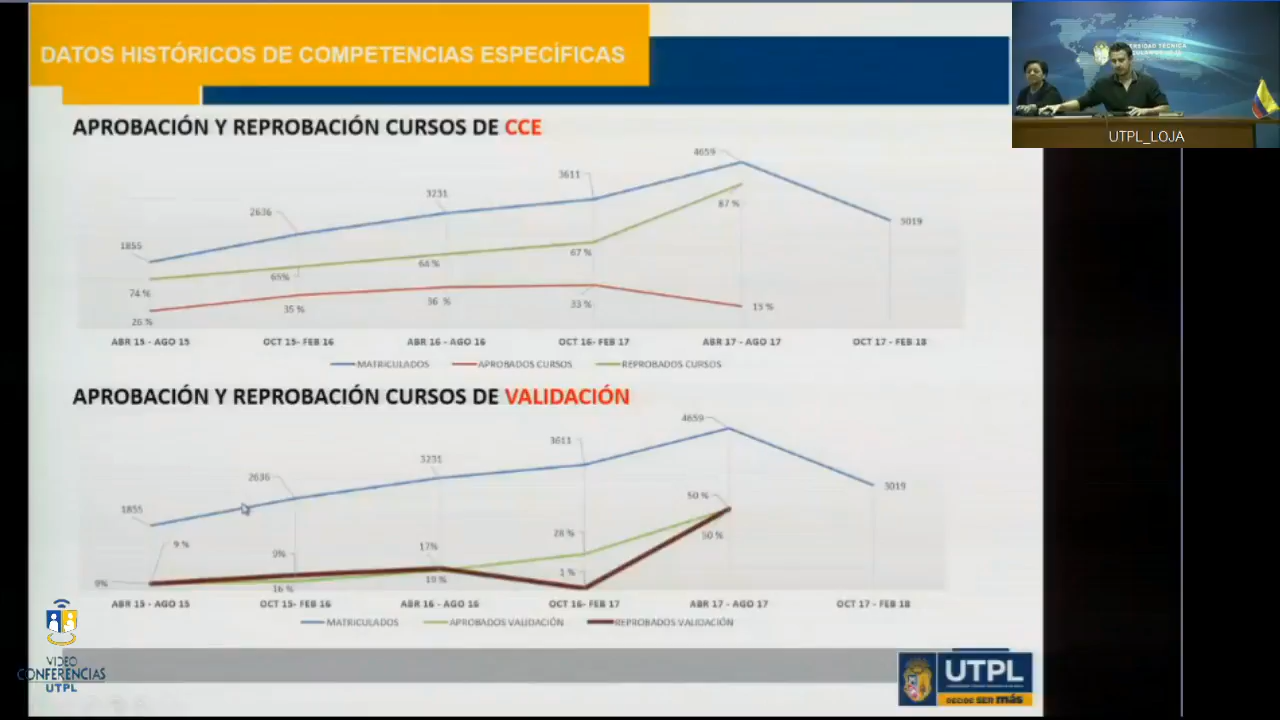 DATOS HISTÓRICOS DE COMPETENCIAS ESPECÍFICAS
UTPL_LOJA
APROBACIÓN Y REPROBACIÓN CURSOS DE CCE
4659
3611
3231
2636
1855
3019
87 %
67 %
64 %
65%
74 %
26 %
35 %
36 %
33 %
13 %
ABR 15 - AGO 15 OCT 15- FEB 16 ABR 16 - AGO 16 OCT 16- FEB 17 ABR 17 - AGO 17 OCT 17 - FEB 18
MATRICULADOS APROBADOS CURSOS REPROBADOS CURSOS
APROBACIÓN Y REPROBACIÓN CURSOS DE VALIDACIÓN
4659
3611
3231
2636
1855
3019
50 %
50 %
28 %
17%
9 %
9%
1 %
19 %
9%
16 %
ABR 15 - AGO 15 OCT 15- FEB 16 ABR 16 - AGO 16 OCT 16- FEB 17 ABR 17 - AGO 17 OCT 17 - FEB 18
MATRICULADOS APROBADOS VALIDACIÓN REPROBADOS VALIDACIÓN
VIDEO
CONFERENCIAS
UTPL
UTPL
DECIDE SER más